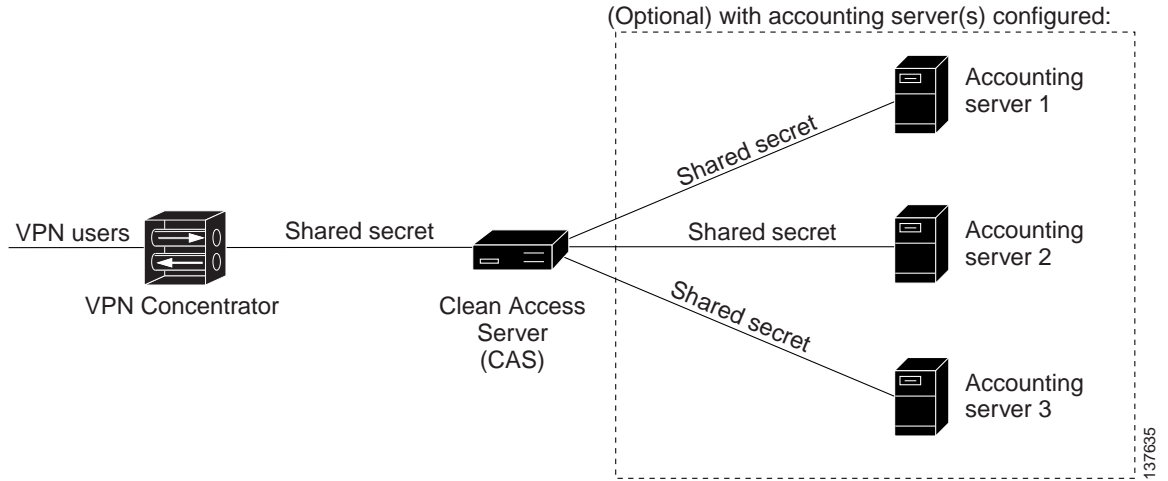 (Optional) with accounting server(s) configured:
Accounting
server 1
Shared secret
VPN users
Shared secret
Shared secret
Accounting
server 2
VPN Concentrator
Clean Access
Server
(CAS)
Shared secret
Accounting
server 3
137635